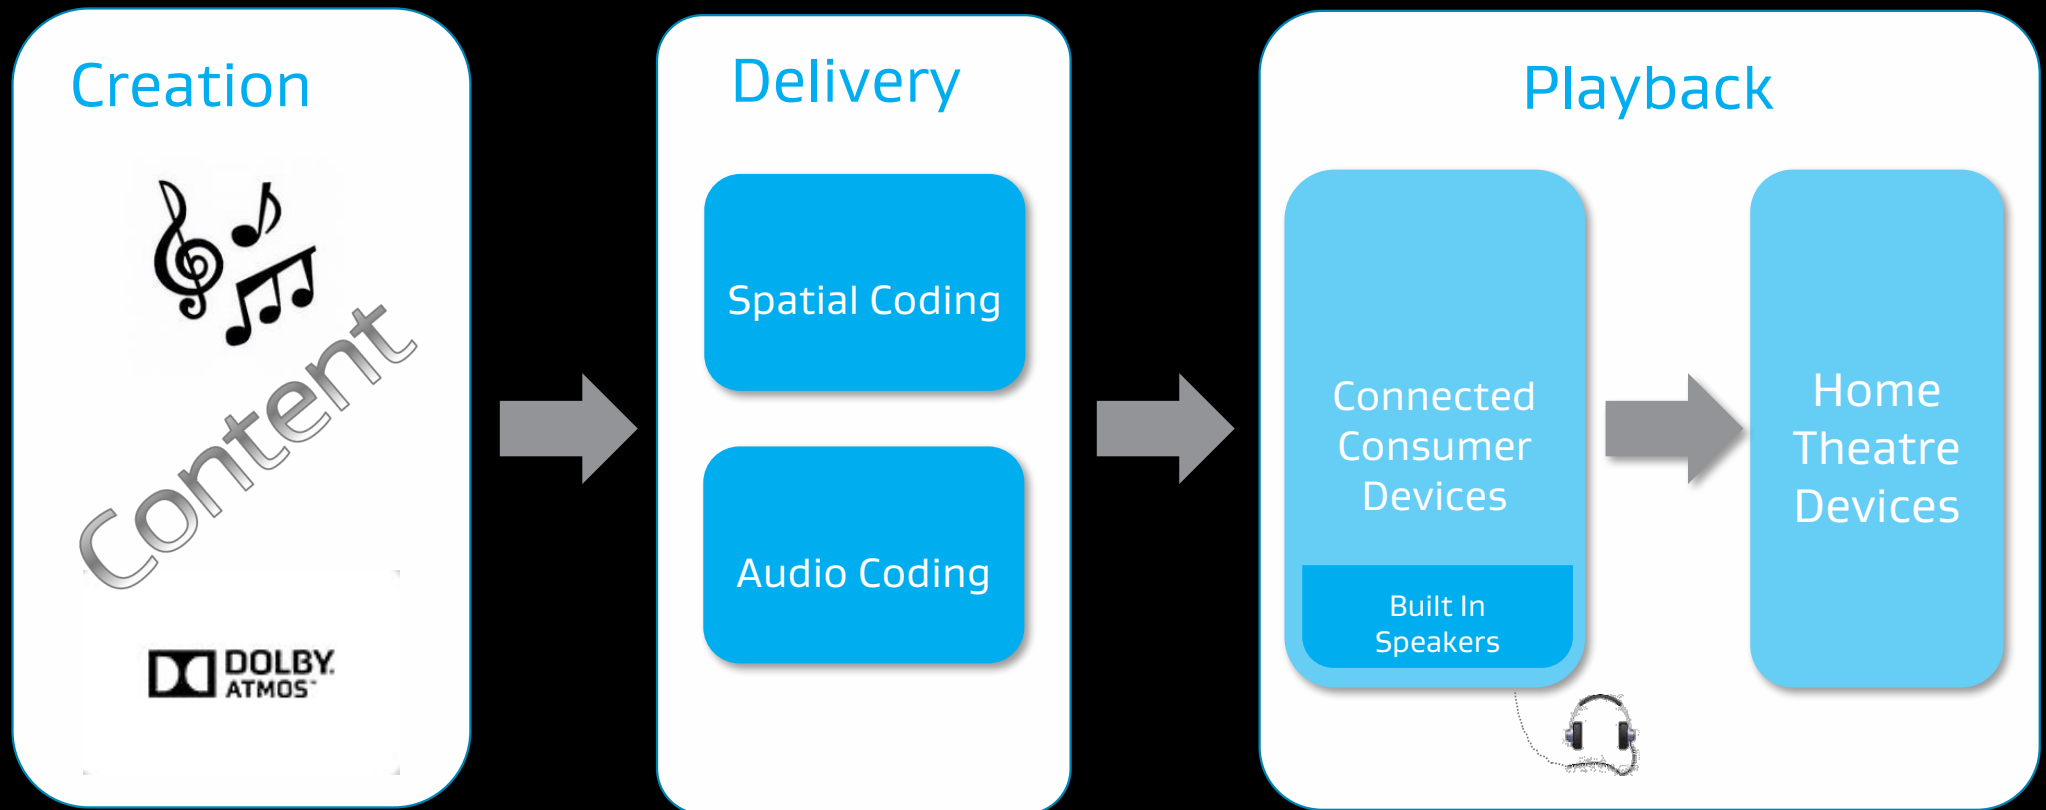 Creation
Content
DOLBY
ATMOS
Delivery
Spatial Coding
Audio Coding
Playback
Connected
Consumer
Devices
Built In
Speakers
Home
Theatre
Devices